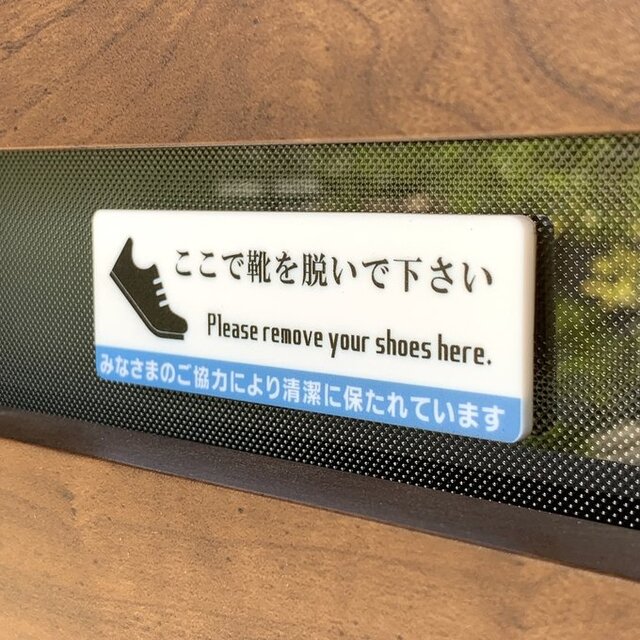 ここで靴を脱いで下さい
Please remove your shoes here.
みなさまのご協力により清潔に保たれています